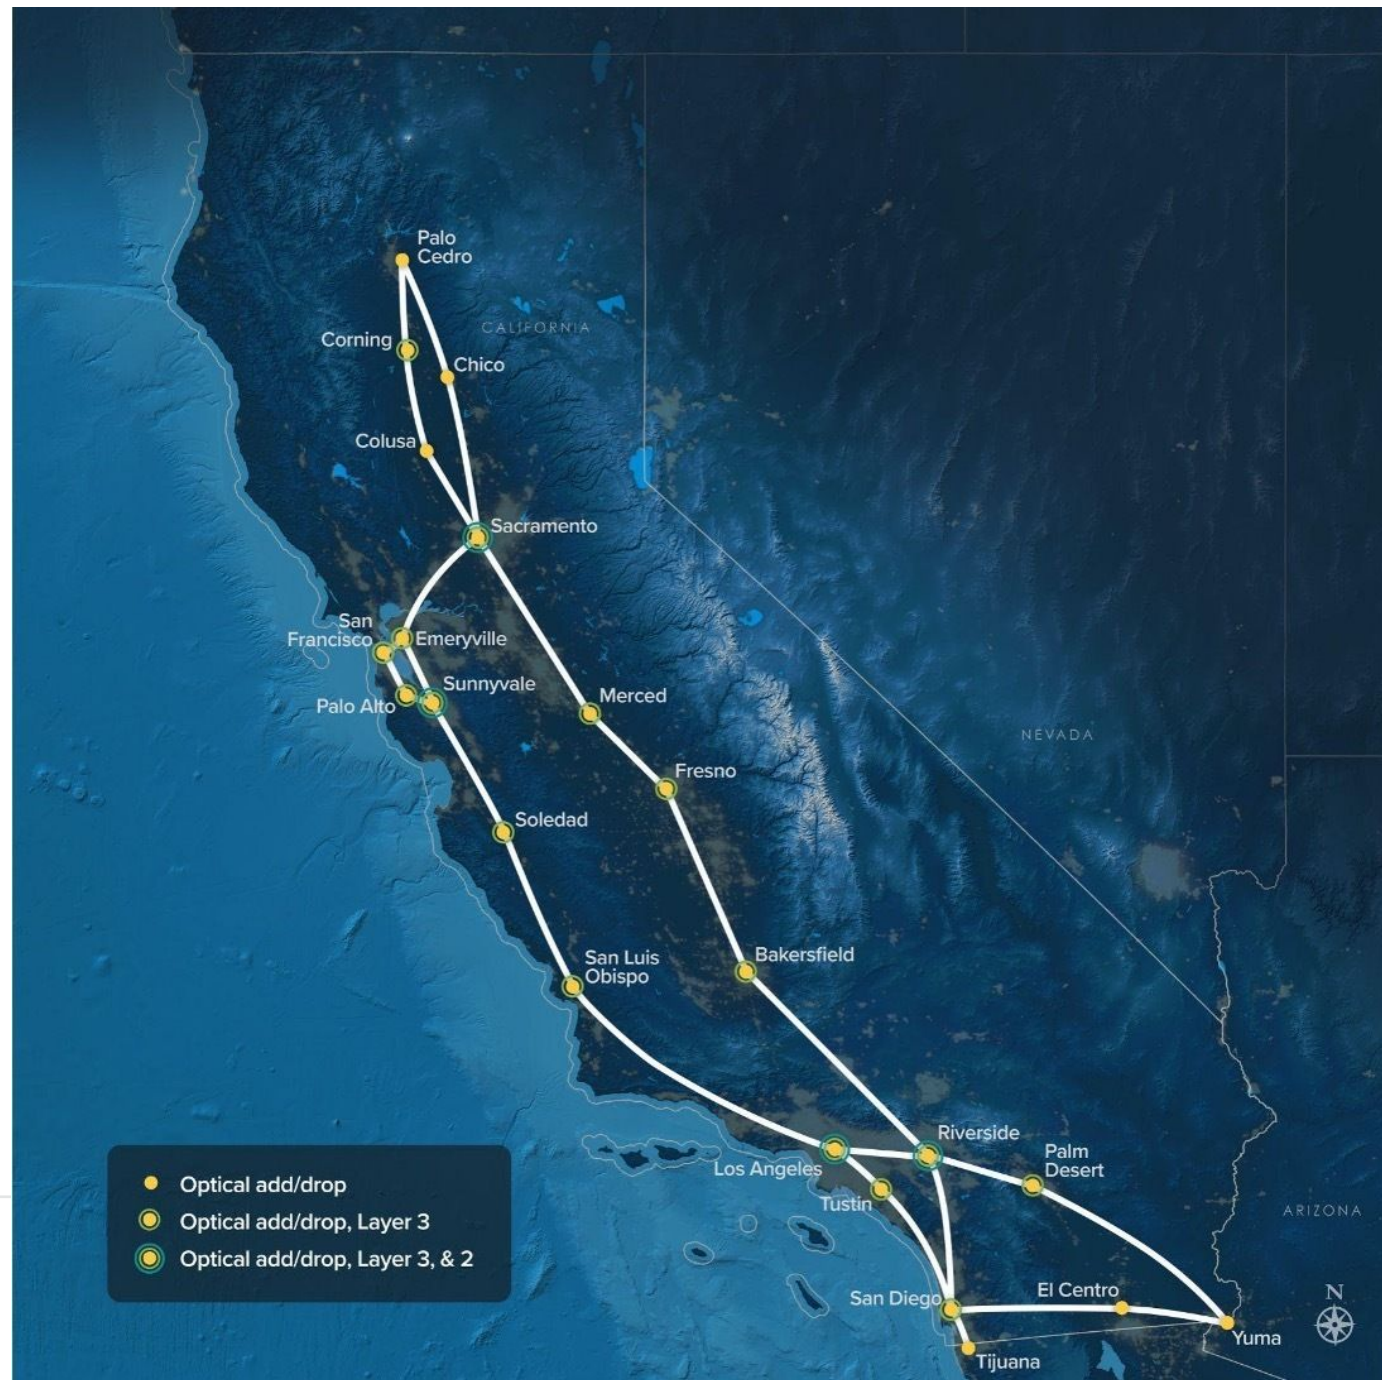 Palo
Cedro
CALIFORNIA
Corning
Chico
Colusa
Sacramento
San
Francisco
Emeryville
Sunnyvale
Palo Alto
Merced
NEVADA
Fresno
Soledad
San Luis
Obispo
Bakersfield
Riverside
Los Angeles
Palm
Desert
Tustin
ARIZONA
San Diego
El Centro
Yuma
Tijuana
N
Optical add/drop
Optical add/drop, Layer 3
Optical add/drop, Layer 3, & 2